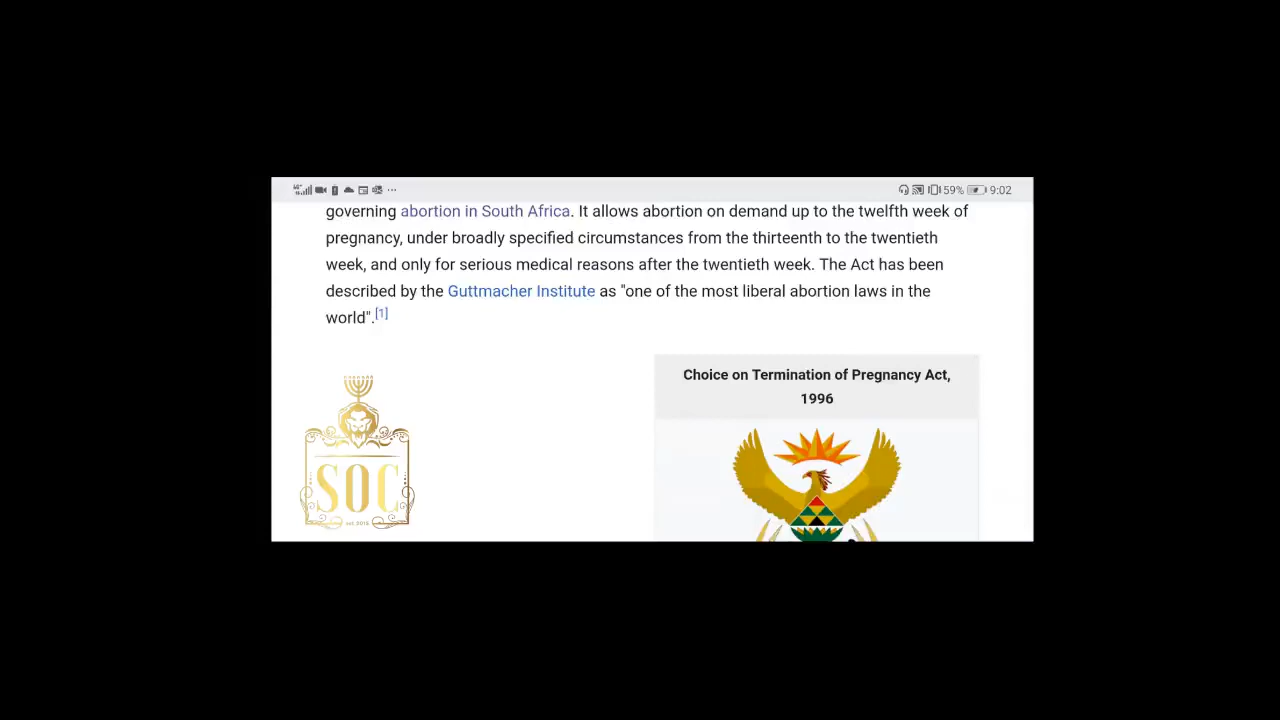 59% 9:02
governing abortion in South Africa. It allows abortion on demand up to the twelfth week of
pregnancy, under broadly specified circumstances from the thirteenth to the twentieth
week, and only for serious medical reasons after the twentieth week. The Act has been
described by the Guttmacher Institute as "one of the most liberal abortion laws in the
world".[1]
Choice on Termination of Pregnancy Act,
1996
SOC